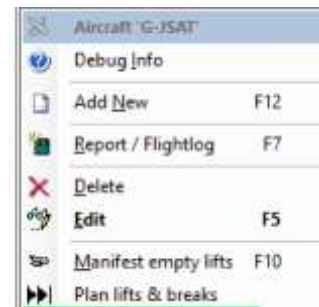 Aircraft 'G-JSAT'
Debug Info
Add New F12
Report / Flightlog F7
Delete
Edit F5
Manifest empty lifts F10
Plan lifts & breaks